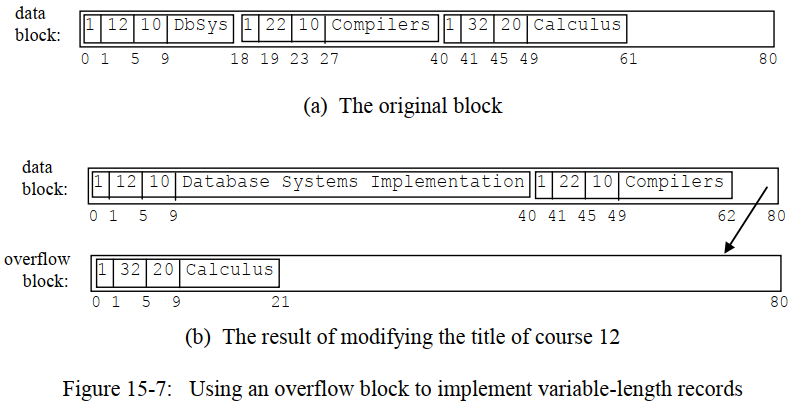 data
block:
1 12 10 DbSys 1 22 10 Compilers 1 32 20 Calculus
0 1 5 9 18 19 23 27 40 41 45 49 61 80
(a) The original block
data
block:
1 12 10 Database Systems Implementation 1 22 10 Compilers
0 1 5 9 40 41 45 49 62 80
overflow
block:
1 32 20 Calculus
0 1 5 9 21 80
(b) The result of modifying the title of course 12
Figure 15-7: Using an overflow block to implement variable-length records